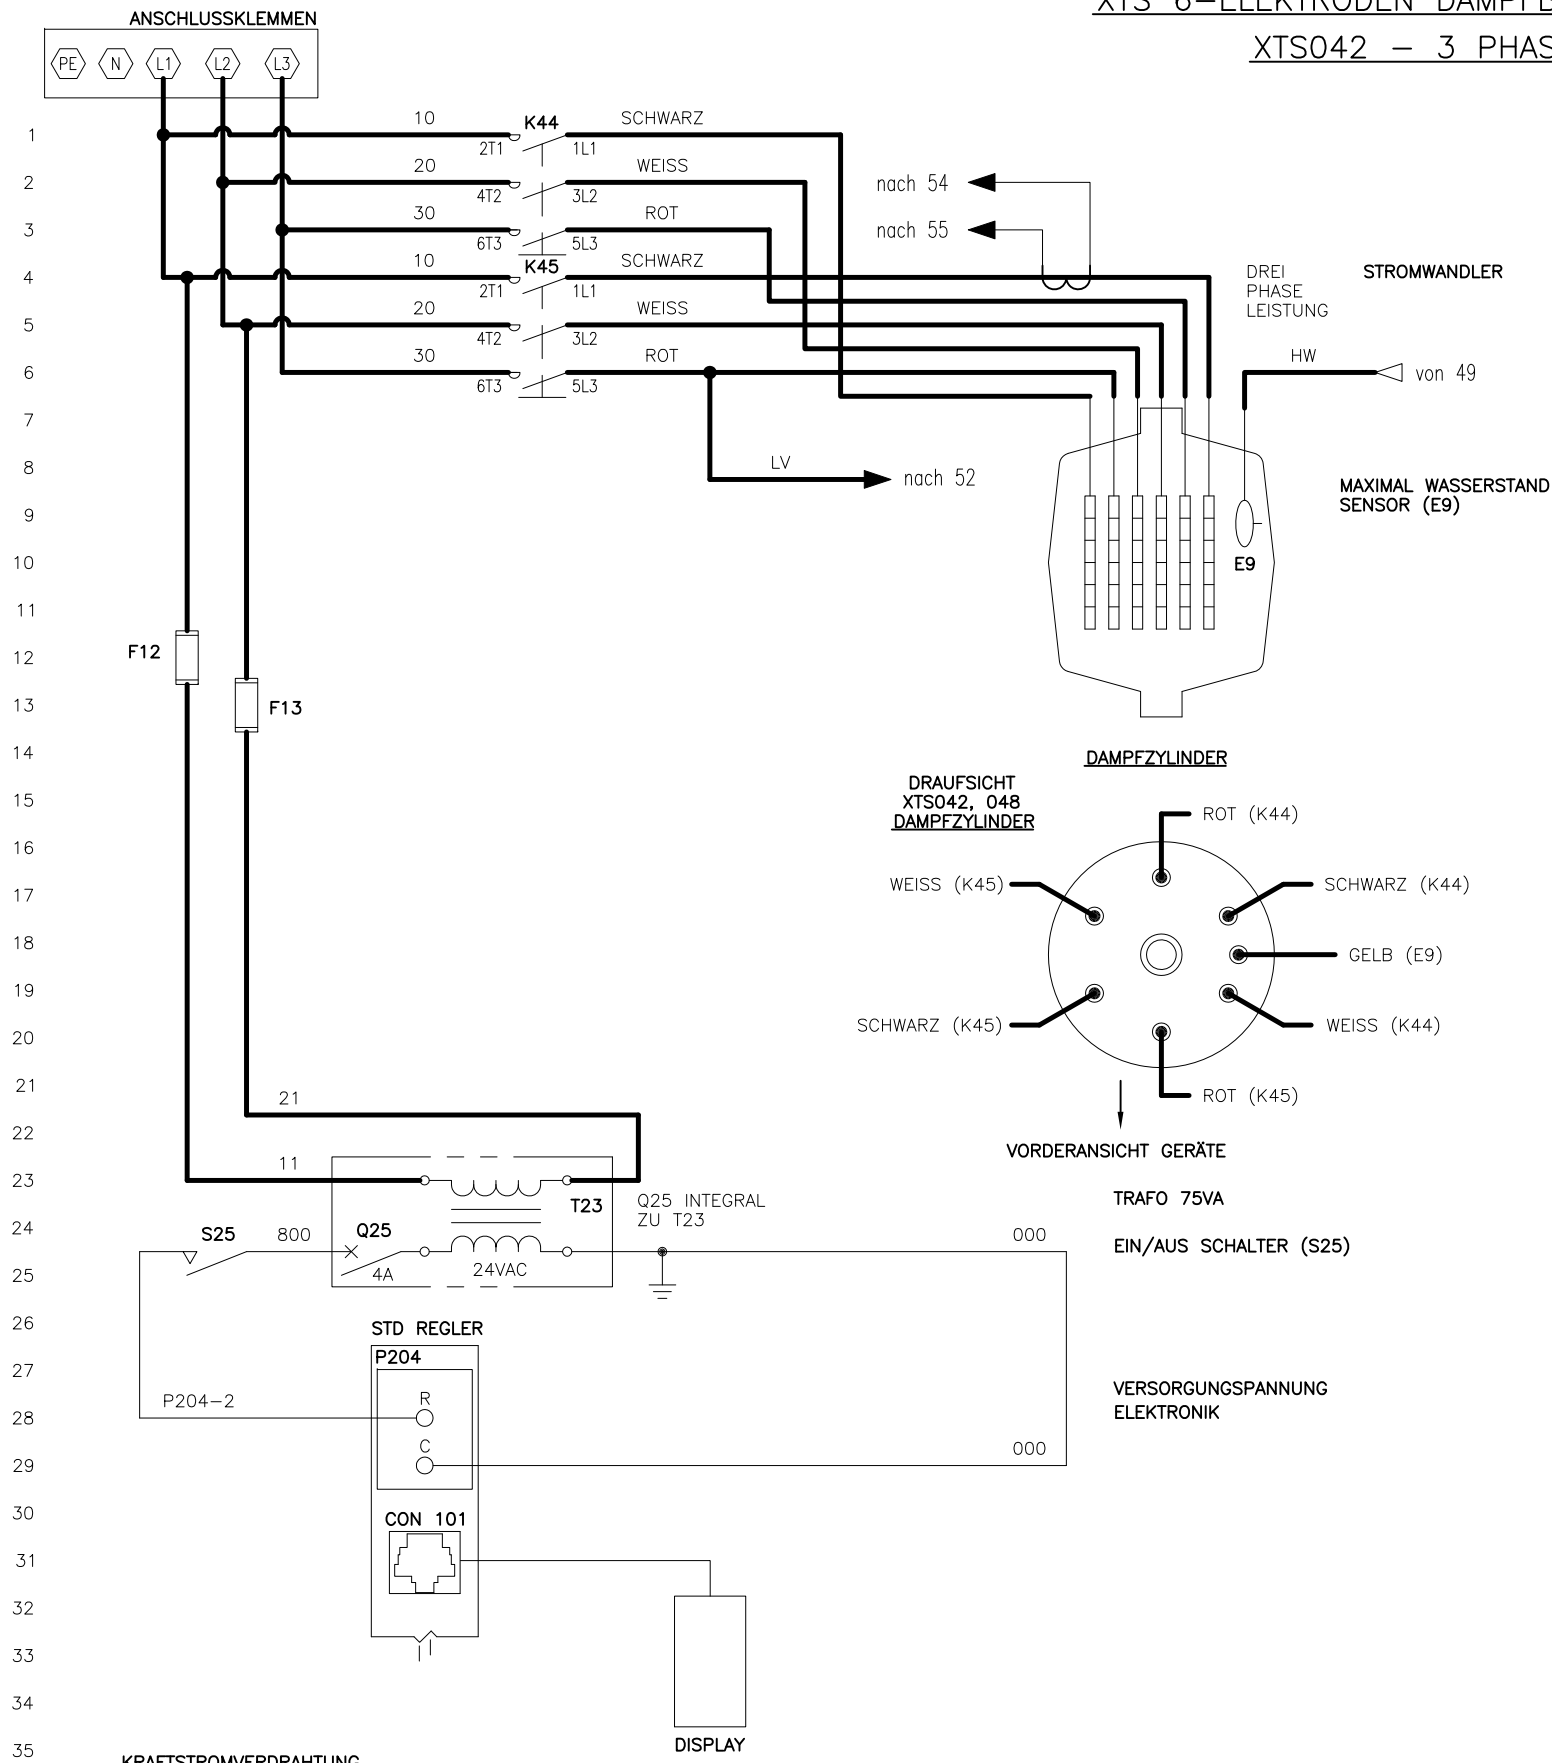 XTS 6-ELEKTRODEN
XTS042 - 3
ANSCHLUSSKLEMMEN
PE N L1 L2 L3
1 10 K44 SCHWARZ
2T1 1L1
20 WEISS
2 nach 54
4T2 3L2
30 ROT
3 nach 55
6T3 5L3
10 K45 SCHWARZ
4 DREI STROMWANDLER
2T1 1L1 PHASE
20 WEISS LEISTUNG
5
4T2 3L2
30 ROT HW
6 von 49
6T3 5L3
7
8 LV nach 52
MAXIMAL WASSERSTAND
9 SENSOR (E9)
10 E9
11
12 F12
13 F13
14 DAMPFZYLINDER
DRAUFSICHT
15 XTS042, 048
DAMPFZYLINDER
ROT (K44)
16
17 WEISS (K45) SCHWARZ (K44)
18 GELB (E9)
19
20 SCHWARZ (K45) WEISS (K44)
21 21 ROT (K45)
22 VORDERANSICHT GERÄTE
23 11
T23 Q25 INTEGRAL TRAFO 75VA
ZU T23
24 S25 800 Q25 000
EIN/AUS SCHALTER (S25)
25 4A 24VAC
26 STD REGLER
27 P204
VERSORGUNGSPANNUNG
P204-2 R
28 ELEKTRONIK
C 000
29
30 CON 101
31
32
33
34
35 DISPLAY
KRAFTSTROMVERDRAHTUNG